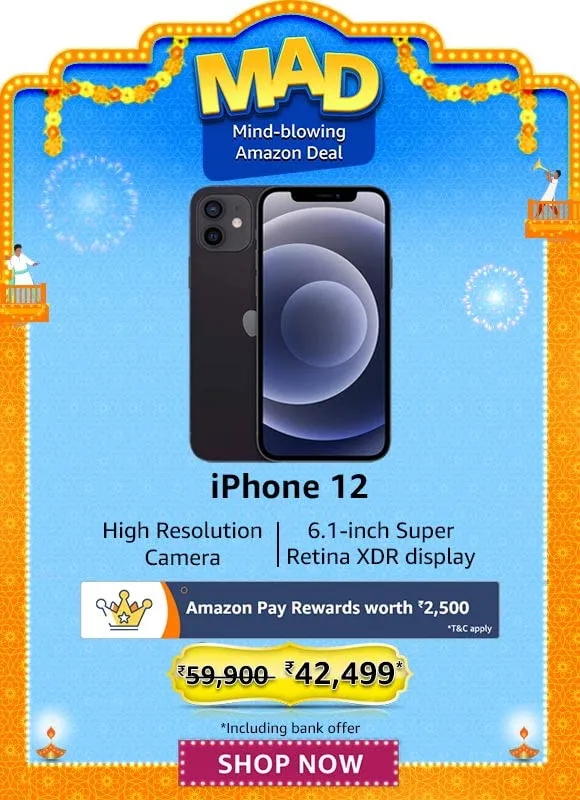 MAD
Mind-blowing
Amazon Deal
iPhone 12
High Resolution
Camera
6.1-inch Super
Retina XDR display
Amazon Pay Rewards worth ₹2,500
*T&C apply
₹59,900 ₹42,499*
*Including bank offer
SHOP NOW